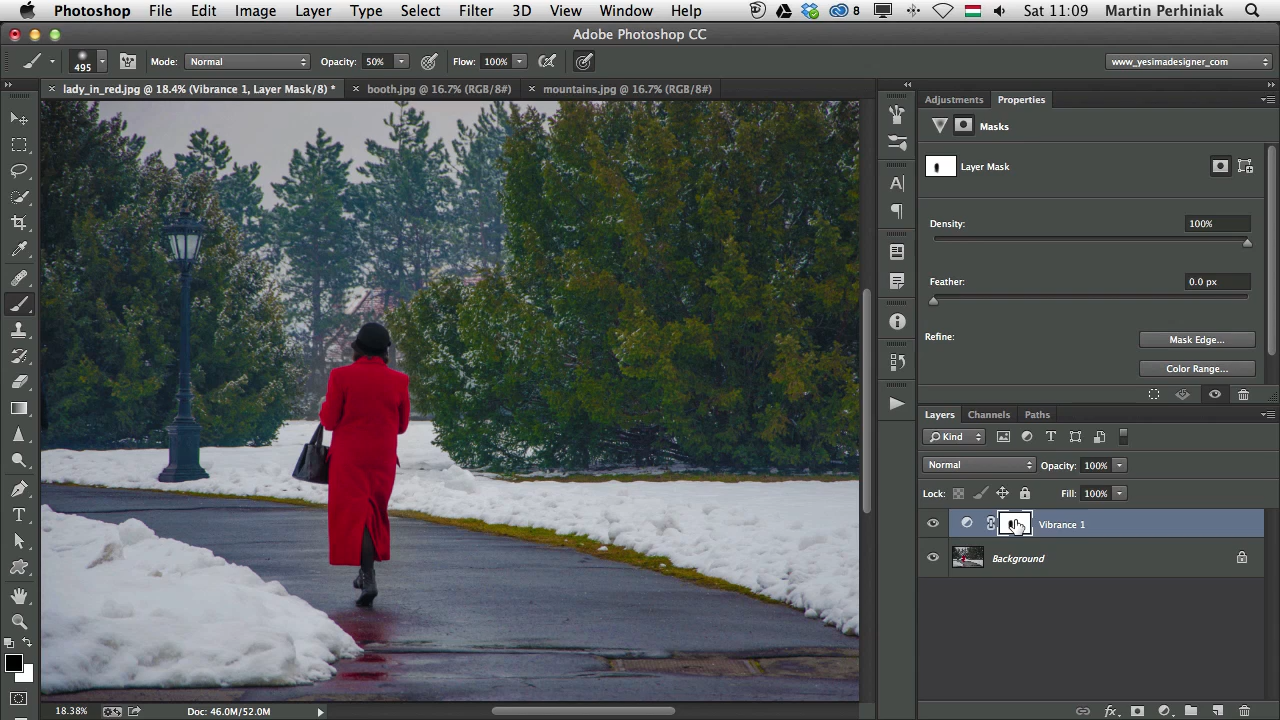 Photoshop File Edit Image Layer Type Select Filter 3D View Window Help 8 Sat 11:09 Martin Perhiniak
Adobe Photoshop CC
495 Mode: Normal Opacity: 50% Flow: 100% www_yesimadesigner_com
lady_in_red.jpg @ 18.4% (Vibrance 1, Layer Mask/8) * booth.jpg @ 16.7% (RGB/8#) mountains.jpg @ 16.7% (RGB/8#)
Adjustments Properties
Masks
Layer Mask
Density: 100%
Feather: 0.0 px
Refine: Mask Edge...
Color Range...
Layers Channels Paths
Kind
Normal Opacity: 100%
Lock: Fill: 100%
Vibrance 1
Background
18.38% Doc: 46.0M/52.0M